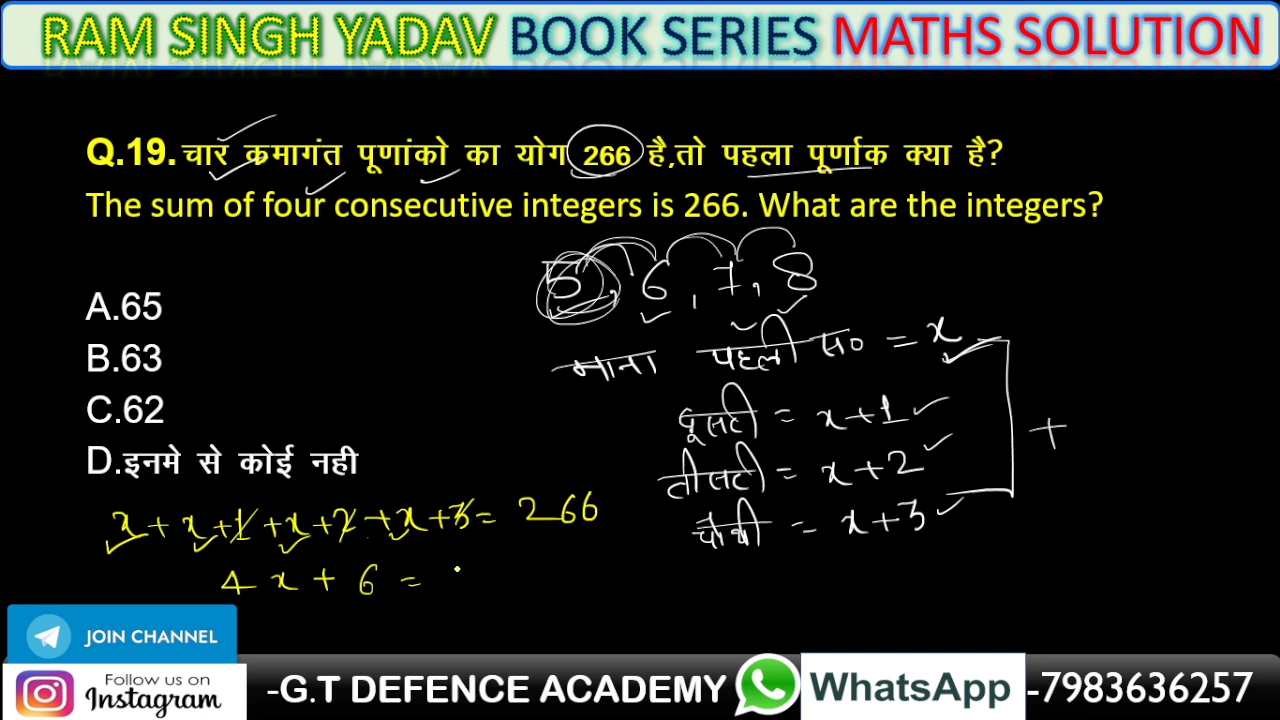 RAM SINGH YADAV BOOK SERIES MATHS SOLUTION
Q.19. चार क्रमागंत पूणांको का योग 266 है,तो पहला पूर्णाक क्या है?
The sum of four consecutive integers is 266. What are the integers?
5, 6, 7, 8
A.65
माना पहली सं० = x
B.63
C.62
दूसरी = x+1
D.इनमे से कोई नही
तीसरी = x+2
+
x + x+1 + x+2 + x+3 = 266
चौथी = x+3
4x + 6 =
JOIN CHANNEL
Follow us on
Instagram
-G.T DEFENCE ACADEMY WhatsApp -7983636257